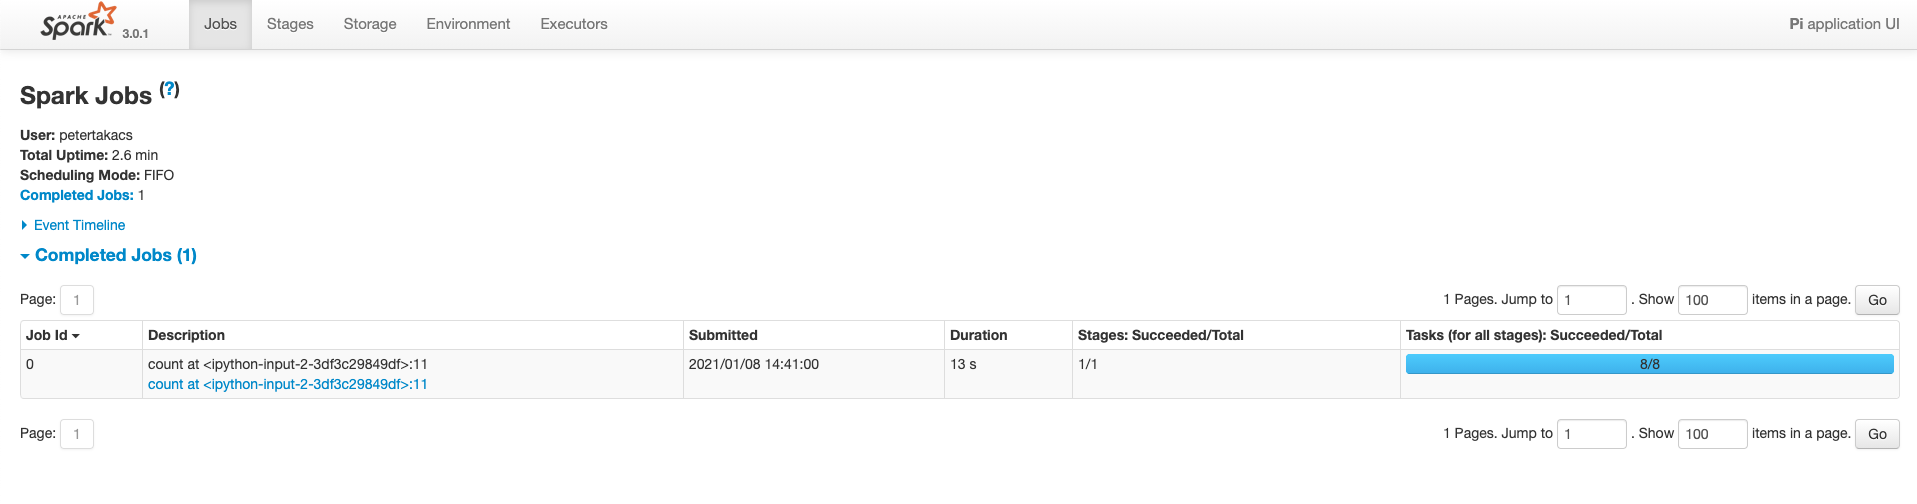 APACHE
Spark 3.0.1 Jobs Stages Storage Environment Executors Pi application UI
Spark Jobs (?)
User: petertakacs
Total Uptime: 2.6 min
Scheduling Mode: FIFO
Completed Jobs: 1
Event Timeline
Completed Jobs (1)
Page: 1 1 Pages. Jump to 1 . Show 100 items in a page. Go
Job Id Description Submitted Duration Stages: Succeeded/Total Tasks (for all stages): Succeeded/Total
0 count at <ipython-input-2-3df3c29849df>:11 2021/01/08 14:41:00 13 s 1/1 8/8
count at <ipython-input-2-3df3c29849df>:11
Page: 1 1 Pages. Jump to 1 . Show 100 items in a page. Go